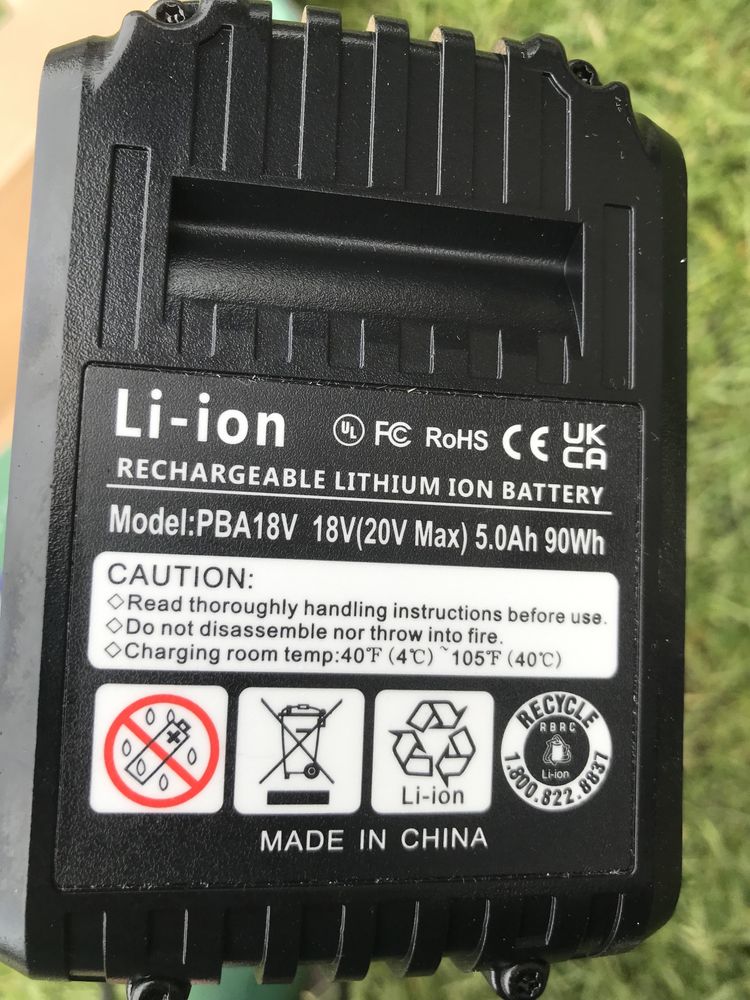 Li-ion UL FC RoHS CE UK CA
RECHARGEABLE LITHIUM ION BATTERY
Model:PBA18V 18V(20V Max) 5.0Ah 90Wh
CAUTION:
◇Read thoroughly handling instructions before use.
◇Do not disassemble nor throw into fire.
◇Charging room temp:40℉ (4℃) ~ 105℉ (40℃)
Li-ion
RECYCLE
RBRC
Li-ion
1.800.822.8837
MADE IN CHINA